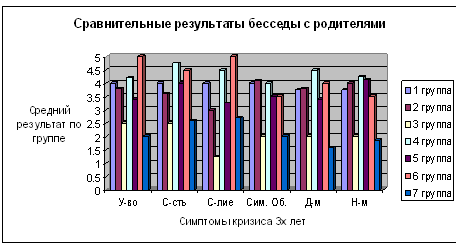 Сравнительные результаты бесседы с родителями
5
4.5
4
3.5
3
2.5
2
1.5
1
0.5
0
Средний
результат по
группе
У-во С-сть С-лие Сим. Об. Д-м Н-м
Симптомы кризиса 3х лет
1 группа
2 группа
3 группа
4 группа
5 группа
6 группа
7 группа